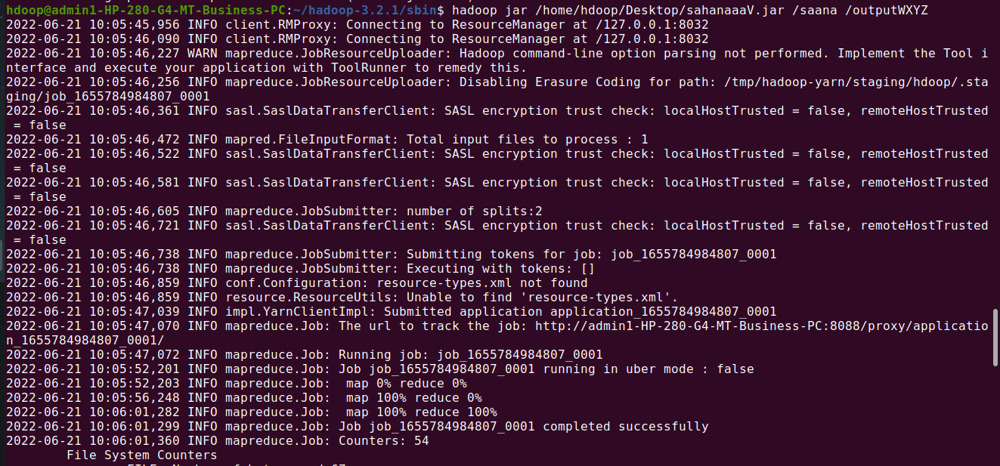 hdoop@admin1-HP-280-G4-MT-Business-PC:~/hadoop-3.2.1/sbin$ hadoop jar /home/hdoop/Desktop/sahanaaaV.jar /saana /outputWXYZ
2022-06-21 10:05:45,956 INFO client.RMProxy: Connecting to ResourceManager at /127.0.0.1:8032
2022-06-21 10:05:46,090 INFO client.RMProxy: Connecting to ResourceManager at /127.0.0.1:8032
2022-06-21 10:05:46,227 WARN mapreduce.JobResourceUploader: Hadoop command-line option parsing not performed. Implement the Tool i
nterface and execute your application with ToolRunner to remedy this.
2022-06-21 10:05:46,256 INFO mapreduce.JobResourceUploader: Disabling Erasure Coding for path: /tmp/hadoop-yarn/staging/hdoop/.sta
ging/job_1655784984807_0001
2022-06-21 10:05:46,361 INFO sasl.SaslDataTransferClient: SASL encryption trust check: localHostTrusted = false, remoteHostTrusted
 = false
2022-06-21 10:05:46,472 INFO mapred.FileInputFormat: Total input files to process : 1
2022-06-21 10:05:46,522 INFO sasl.SaslDataTransferClient: SASL encryption trust check: localHostTrusted = false, remoteHostTrusted
 = false
2022-06-21 10:05:46,581 INFO sasl.SaslDataTransferClient: SASL encryption trust check: localHostTrusted = false, remoteHostTrusted
 = false
2022-06-21 10:05:46,605 INFO mapreduce.JobSubmitter: number of splits:2
2022-06-21 10:05:46,721 INFO sasl.SaslDataTransferClient: SASL encryption trust check: localHostTrusted = false, remoteHostTrusted
 = false
2022-06-21 10:05:46,738 INFO mapreduce.JobSubmitter: Submitting tokens for job: job_1655784984807_0001
2022-06-21 10:05:46,738 INFO mapreduce.JobSubmitter: Executing with tokens: []
2022-06-21 10:05:46,859 INFO conf.Configuration: resource-types.xml not found
2022-06-21 10:05:46,859 INFO resource.ResourceUtils: Unable to find 'resource-types.xml'.
2022-06-21 10:05:47,039 INFO impl.YarnClientImpl: Submitted application application_1655784984807_0001
2022-06-21 10:05:47,070 INFO mapreduce.Job: The url to track the job: http://admin1-HP-280-G4-MT-Business-PC:8088/proxy/applicatio
n_1655784984807_0001/
2022-06-21 10:05:47,072 INFO mapreduce.Job: Running job: job_1655784984807_0001
2022-06-21 10:05:52,201 INFO mapreduce.Job: Job job_1655784984807_0001 running in uber mode : false
2022-06-21 10:05:52,203 INFO mapreduce.Job:  map 0% reduce 0%
2022-06-21 10:05:56,248 INFO mapreduce.Job:  map 100% reduce 0%
2022-06-21 10:06:01,282 INFO mapreduce.Job:  map 100% reduce 100%
2022-06-21 10:06:01,299 INFO mapreduce.Job: Job job_1655784984807_0001 completed successfully
2022-06-21 10:06:01,360 INFO mapreduce.Job: Counters: 54
        File System Counters